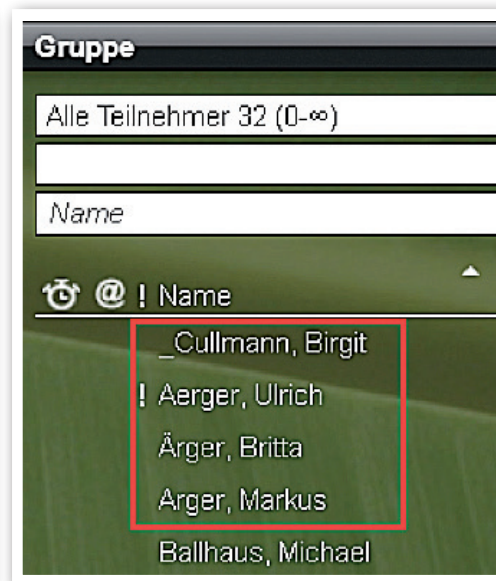 Gruppe
Alle Teilnehmer 32 (0-∞)
Name
@ ! Name
_Cullmann, Birgit
! Aerger, Ulrich
Ärger, Britta
Arger, Markus
Ballhaus, Michael